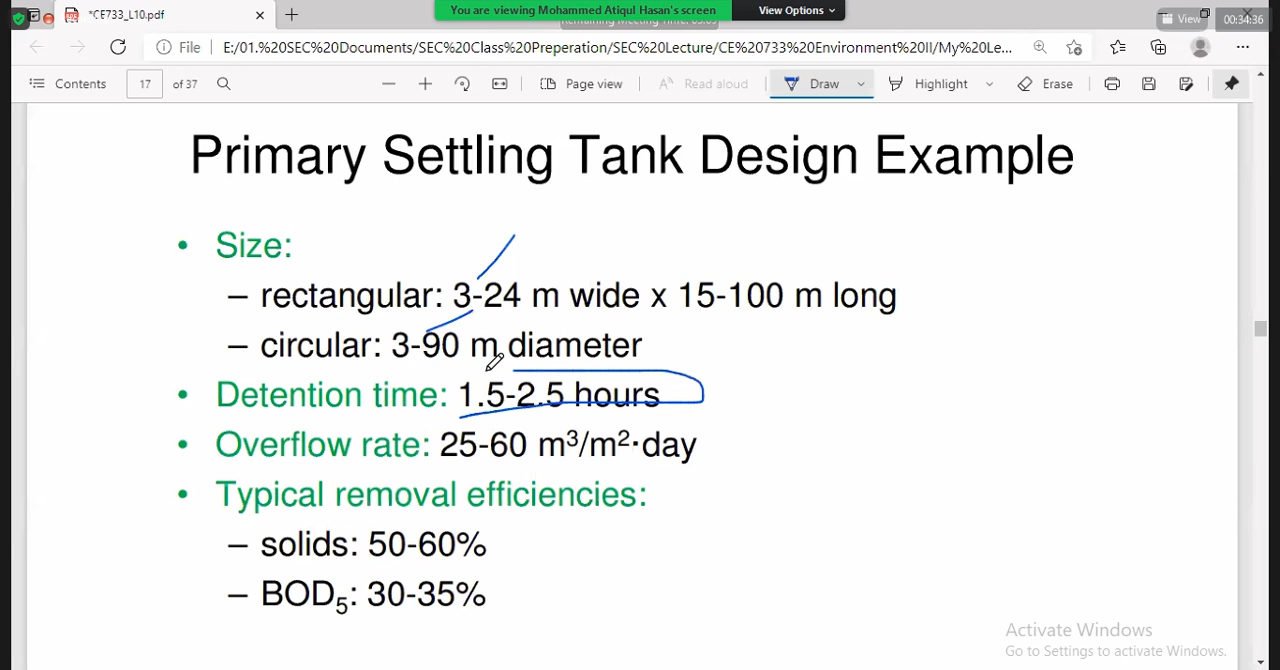 *CE733_L10.pdf
You are viewing Mohammed Atiqul Hasan's screen
View Options
View
00:34:36
File
E:/01.%20SEC%20Documents/SEC%20Class%20Preperation/SEC%20Lecture/CE%20733%20Environment%20II/My%20Le...
Contents
17
of 37
Page view
Read aloud
Draw
Highlight
Erase
Primary Settling Tank Design Example
• Size:
– rectangular: 3-24 m wide x 15-100 m long
– circular: 3-90 m diameter
• Detention time: 1.5-2.5 hours
• Overflow rate: 25-60 m³/m²·day
• Typical removal efficiencies:
– solids: 50-60%
– BOD₅: 30-35%
Activate Windows
Go to Settings to activate Windows.